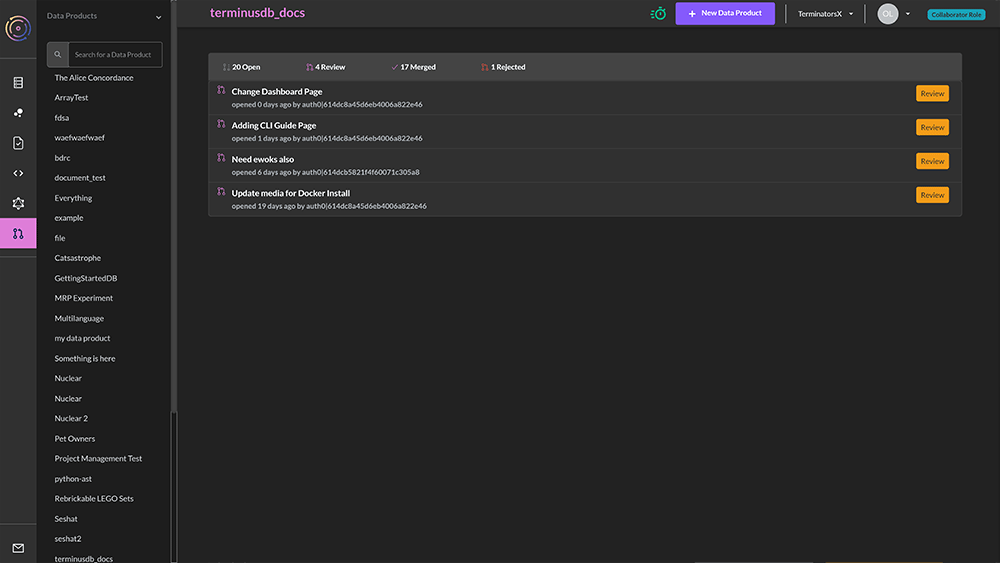 Data Products
terminusdb_docs
New Data Product
TerminatorsX
OL
Collaborator Role
Search for a Data Product
The Alice Concordance
ArrayTest
fdsa
waefwaefwaef
bdrc
document_test
Everything
example
file
Catsastrophe
GettingStartedDB
MRP Experiment
Multilanguage
my data product
Something is here
Nuclear
Nuclear
Nuclear 2
Pet Owners
Project Management Test
python-ast
Rebrickable LEGO Sets
Seshat
seshat2
terminusdb_docs
20 Open 4 Review 17 Merged 1 Rejected
Change Dashboard Page
opened 0 days ago by auth0|614dc8a45d6eb4006a822e46
Review
Adding CLI Guide Page
opened 1 days ago by auth0|614dc8a45d6eb4006a822e46
Review
Need ewoks also
opened 6 days ago by auth0|614dcb5821f4f60071c305a8
Review
Update media for Docker Install
opened 19 days ago by auth0|614dc8a45d6eb4006a822e46
Review